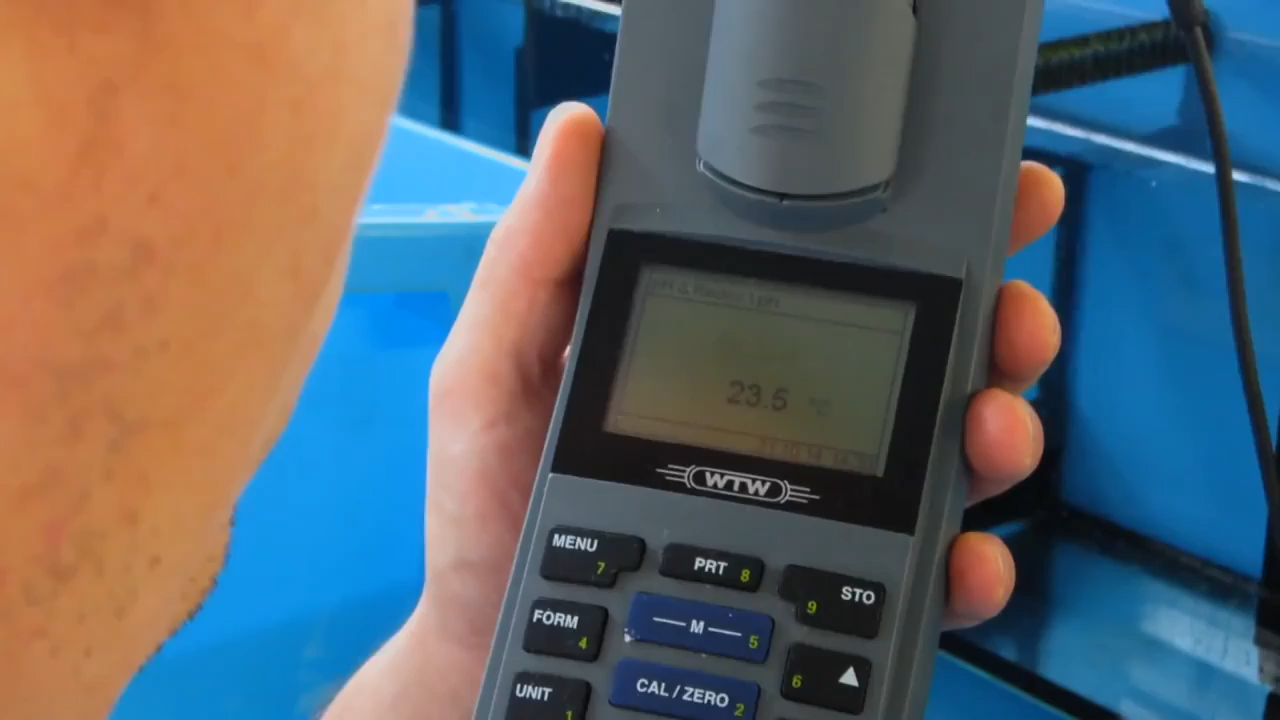 23.5 °C
WTW
MENU 7
PRT 8
STO 9
FORM 4
M 5
6
UNIT 1
CAL / ZERO 2